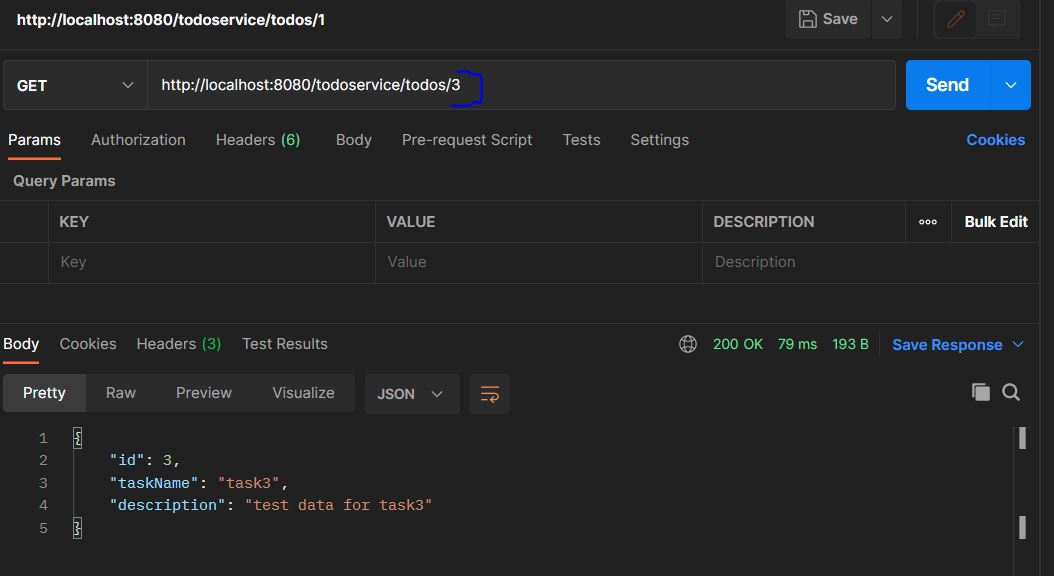 http://localhost:8080/todoservice/todos/1
Save
GET
http://localhost:8080/todoservice/todos/3
Send
Params Authorization Headers (6) Body Pre-request Script Tests Settings Cookies
Query Params
KEY VALUE DESCRIPTION ooo Bulk Edit
Key Value Description
Body Cookies Headers (3) Test Results 200 OK 79 ms 193 B Save Response
Pretty Raw Preview Visualize JSON
1 {
2 "id": 3,
3 "taskName": "task3",
4 "description": "test data for task3"
5 }